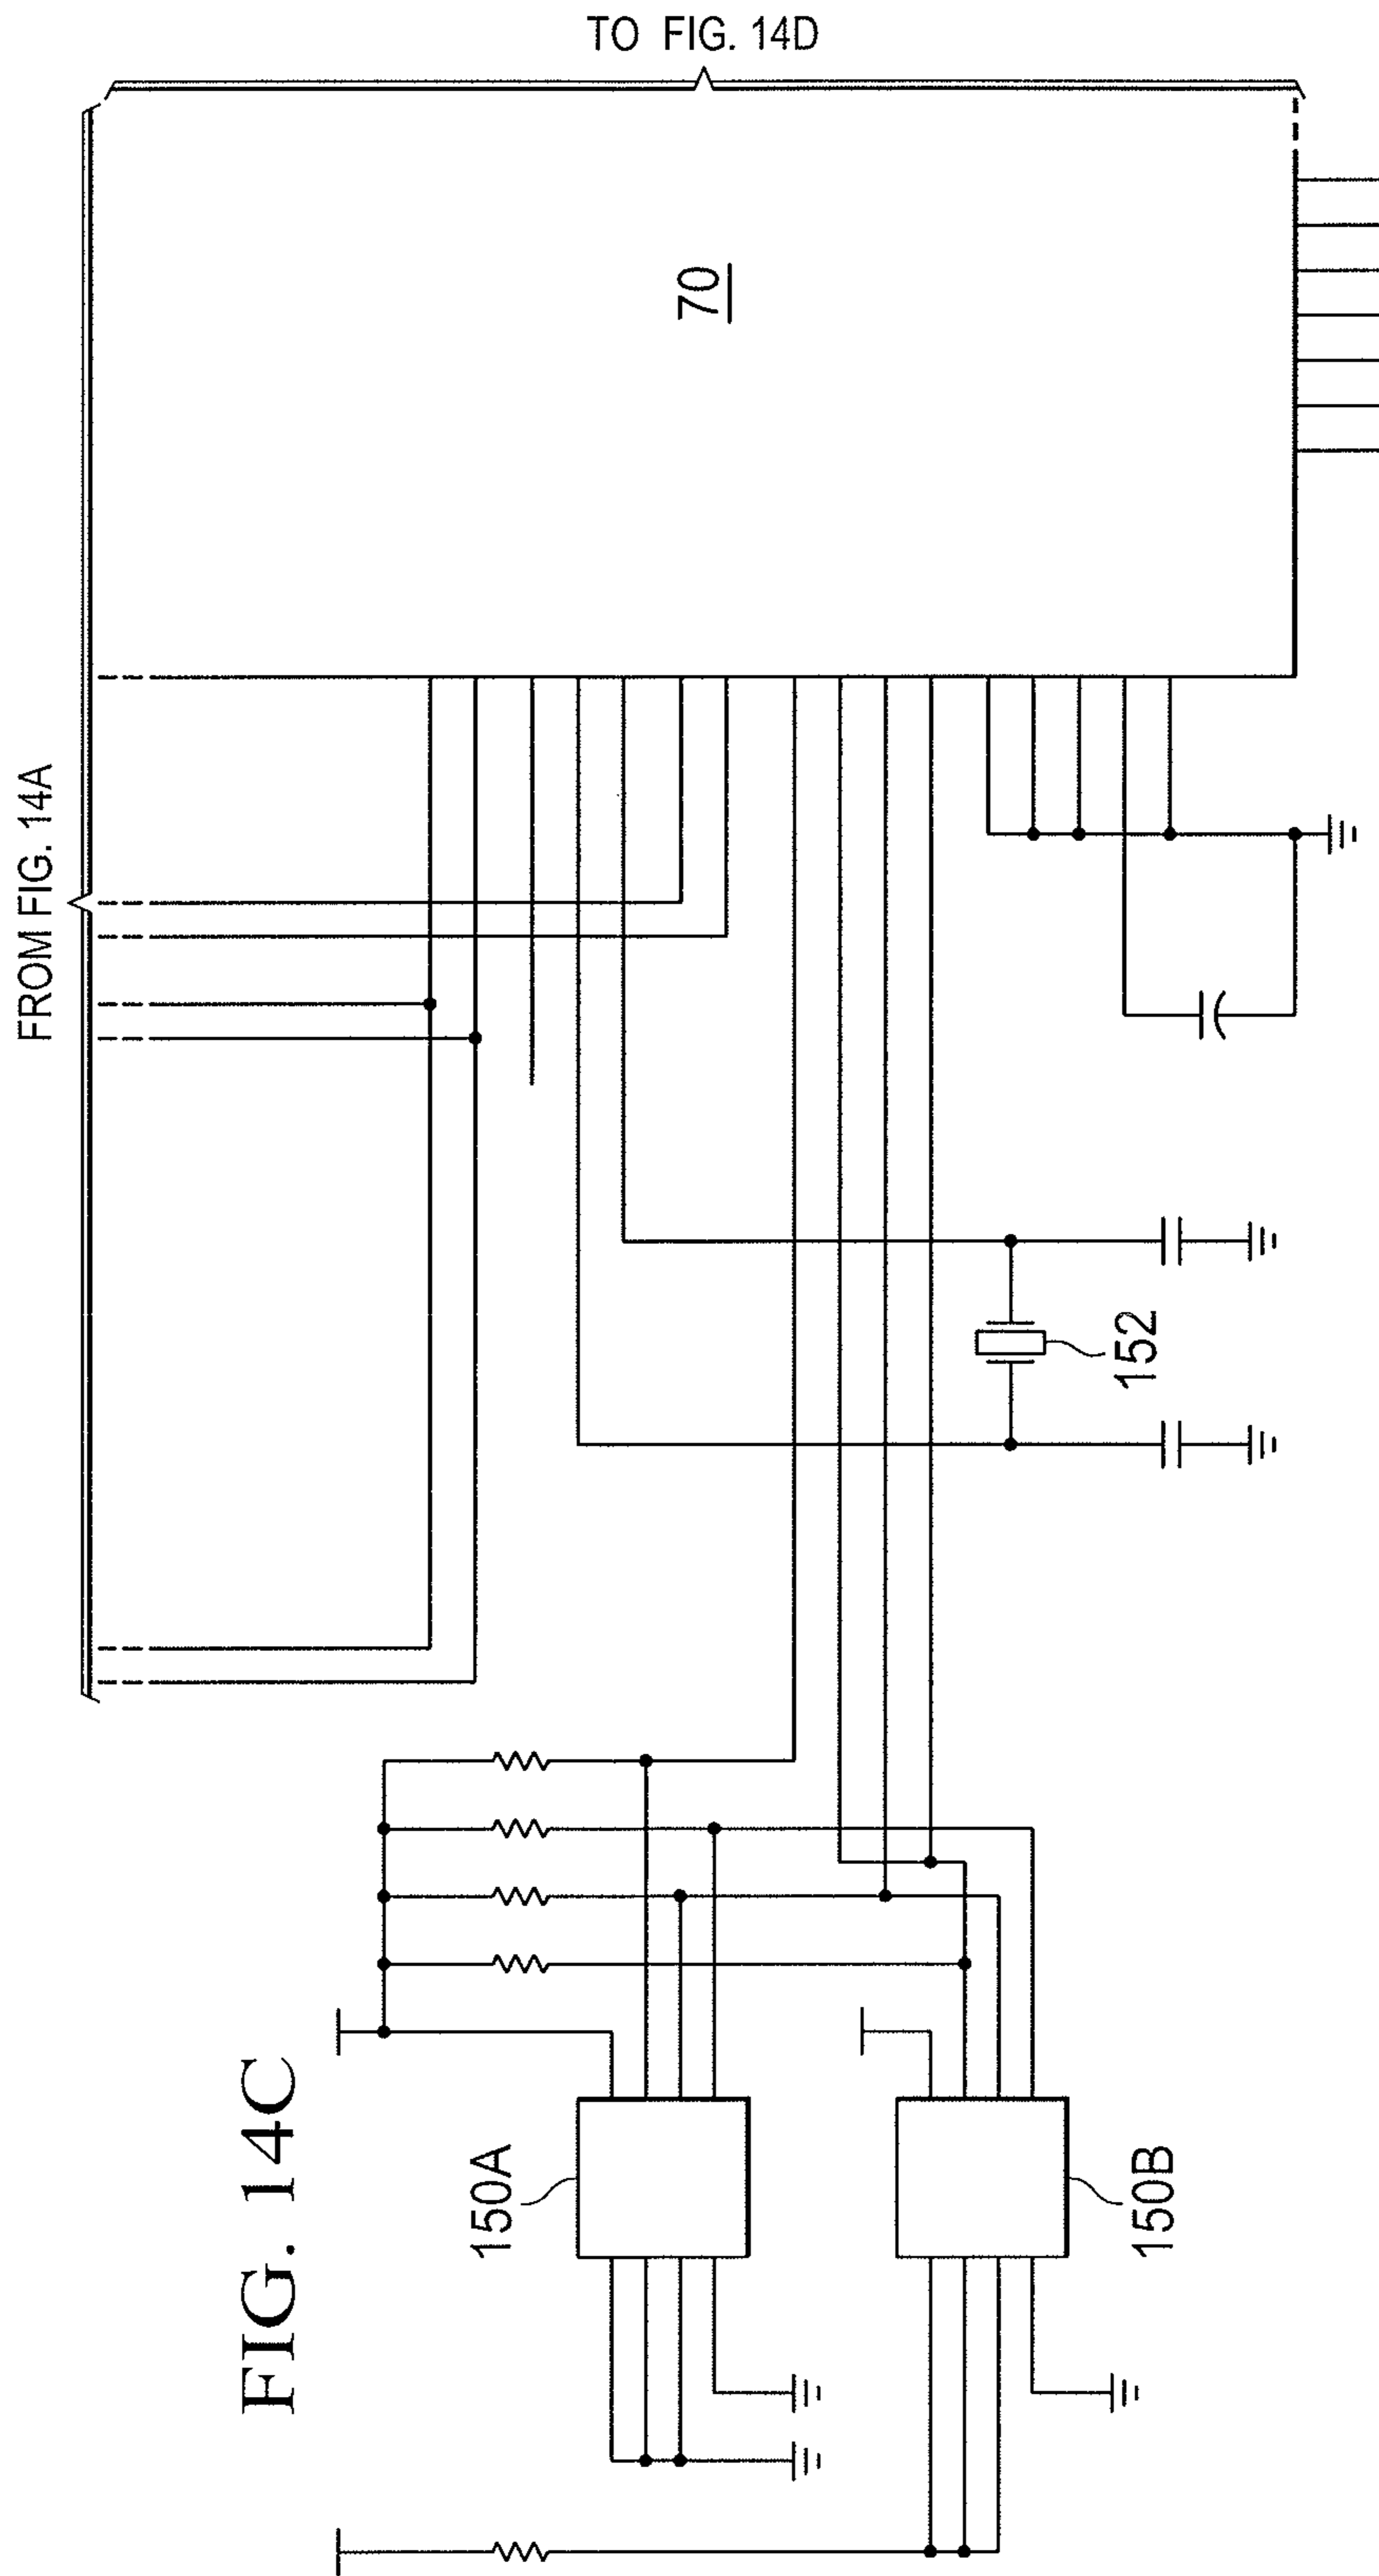 TO FIG. 14D
FROM FIG. 14A
70
152
FIG. 14C
150A
150B